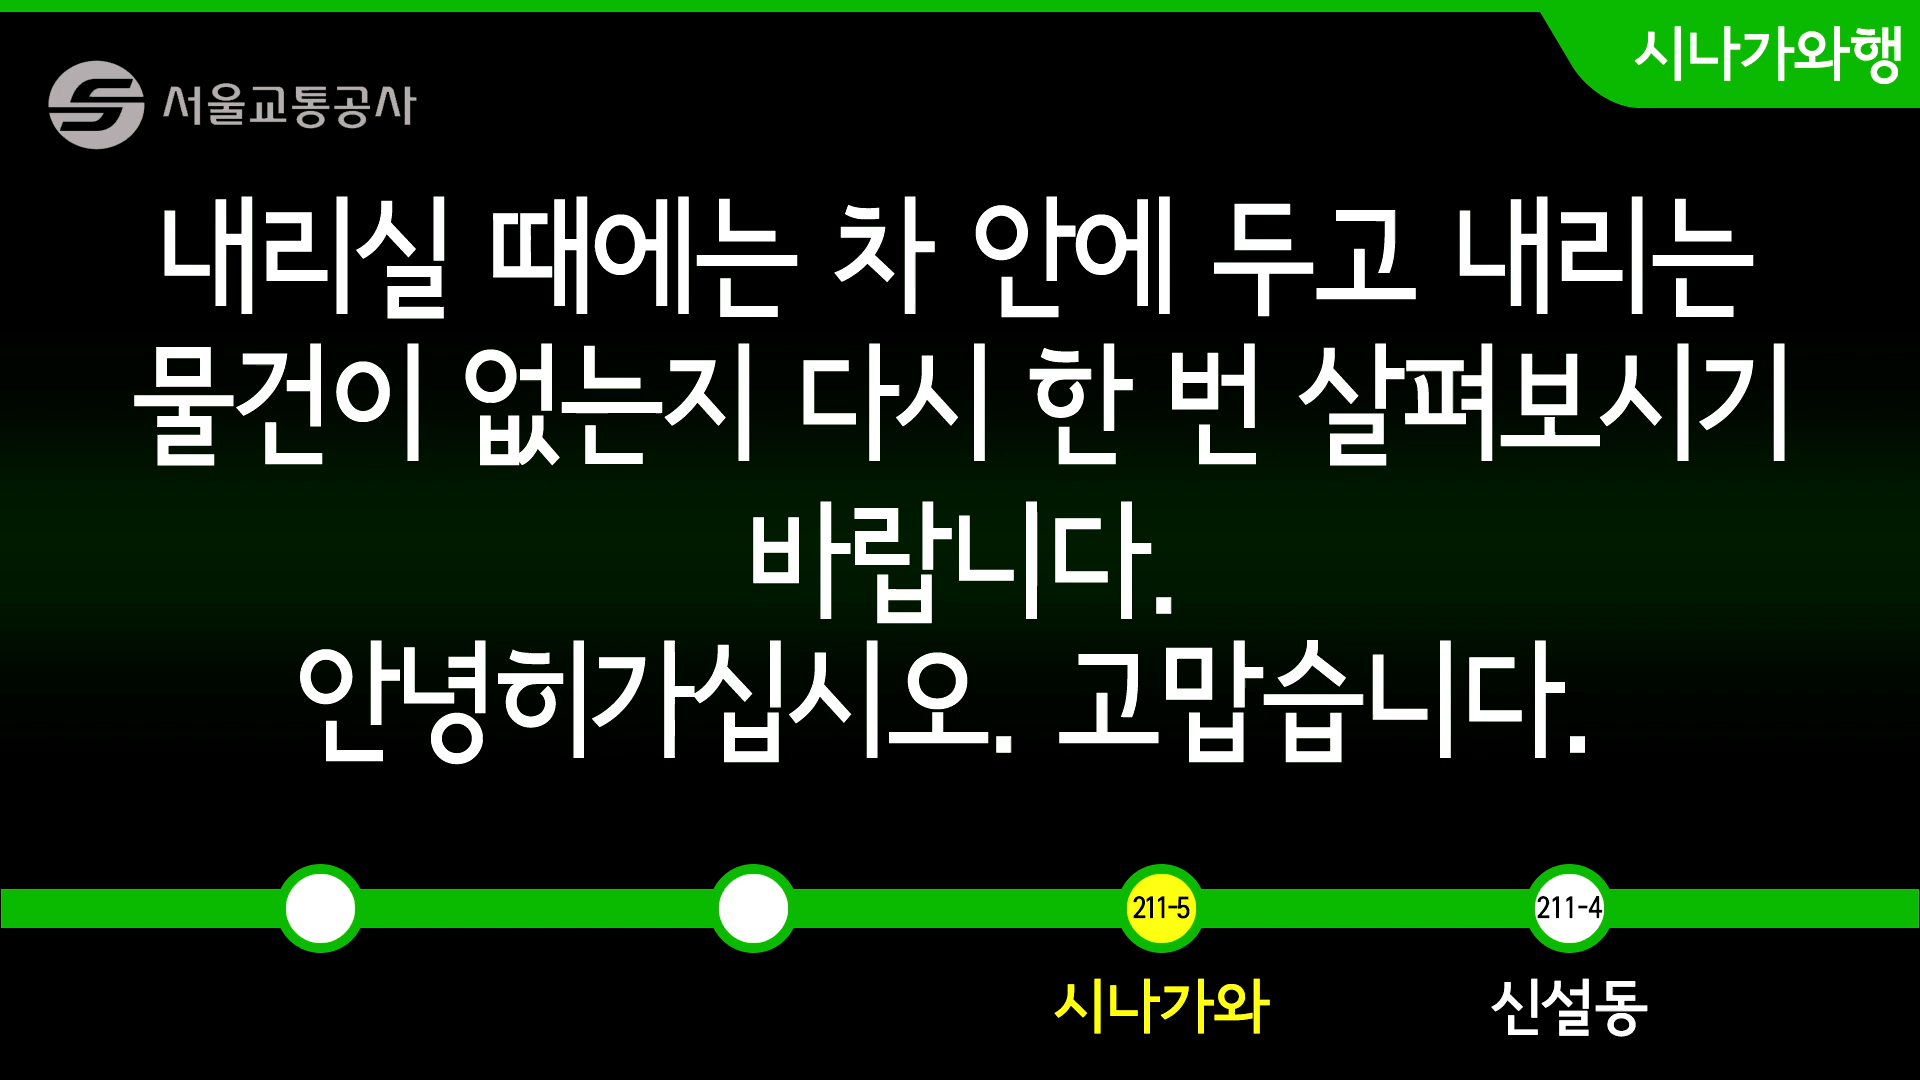 시나가와행
서울교통공사
내리실 때에는 차 안에 두고 내리는
물건이 없는지 다시 한 번 살펴보시기
바랍니다.
안녕히가십시오. 고맙습니다.
211-5
211-4
시나가와
신설동